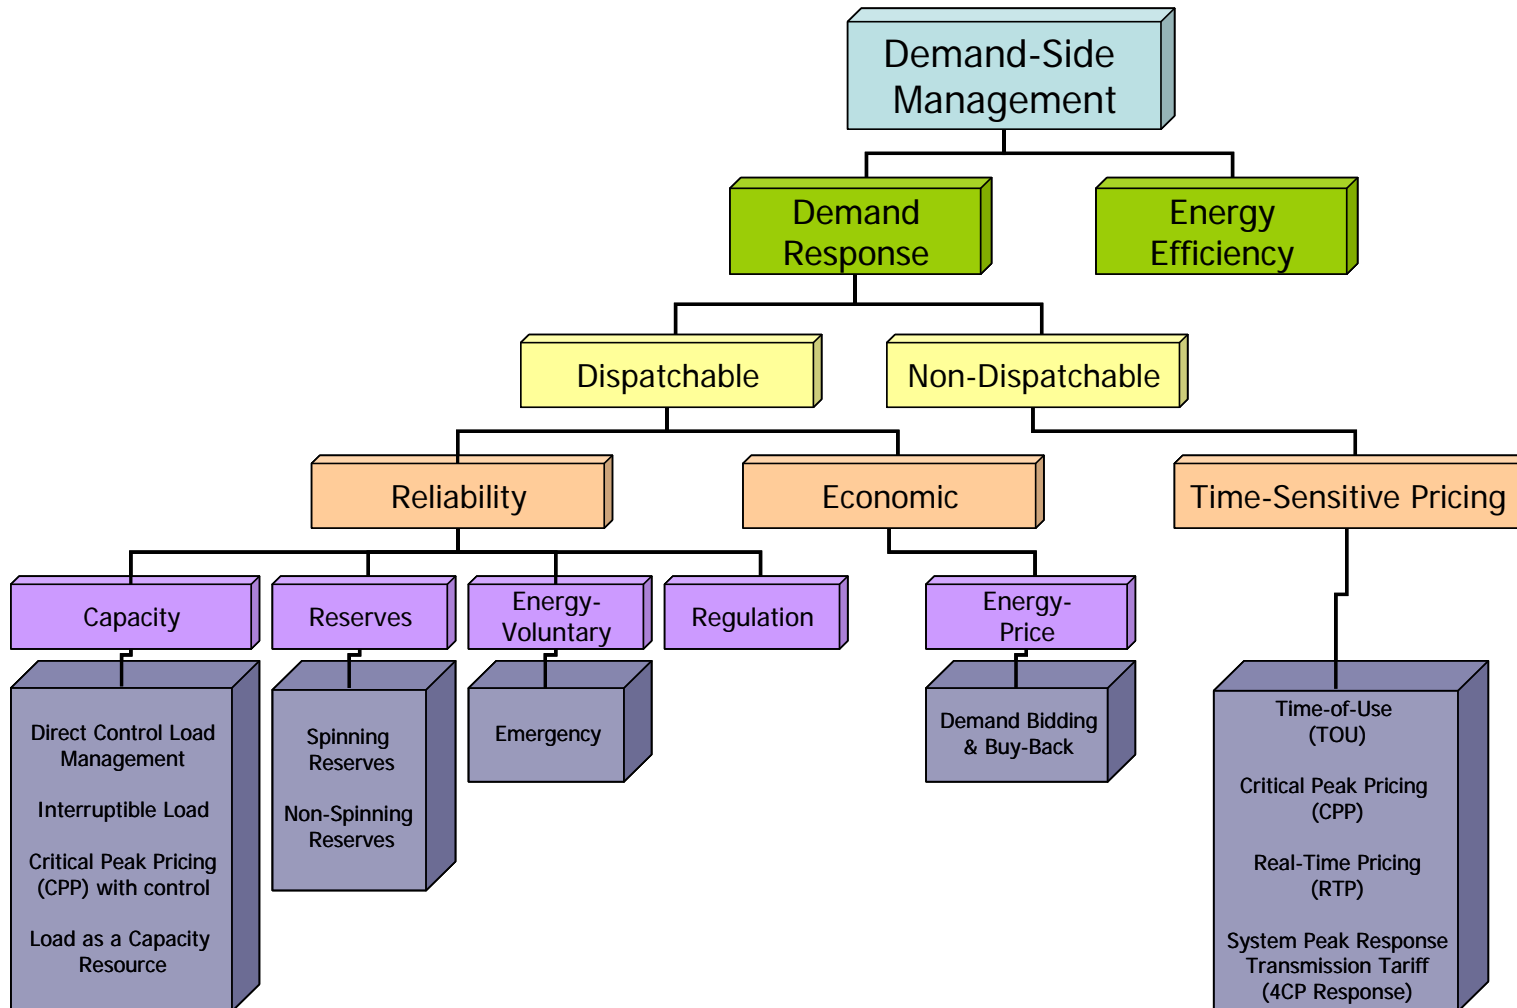 Demand-Side
Management
Demand
Response
Energy
Efficiency
Dispatchable
Non-Dispatchable
Reliability
Economic
Time-Sensitive Pricing
Capacity
Reserves
Energy-
Voluntary
Regulation
Energy-
Price
Direct Control Load
Management
Interruptible Load
Critical Peak Pricing
(CPP) with control
Load as a Capacity
Resource
Spinning
Reserves
Non-Spinning
Reserves
Emergency
Demand Bidding
& Buy-Back
Time-of-Use
(TOU)
Critical Peak Pricing
(CPP)
Real-Time Pricing
(RTP)
System Peak Response
Transmission Tariff
(4CP Response)